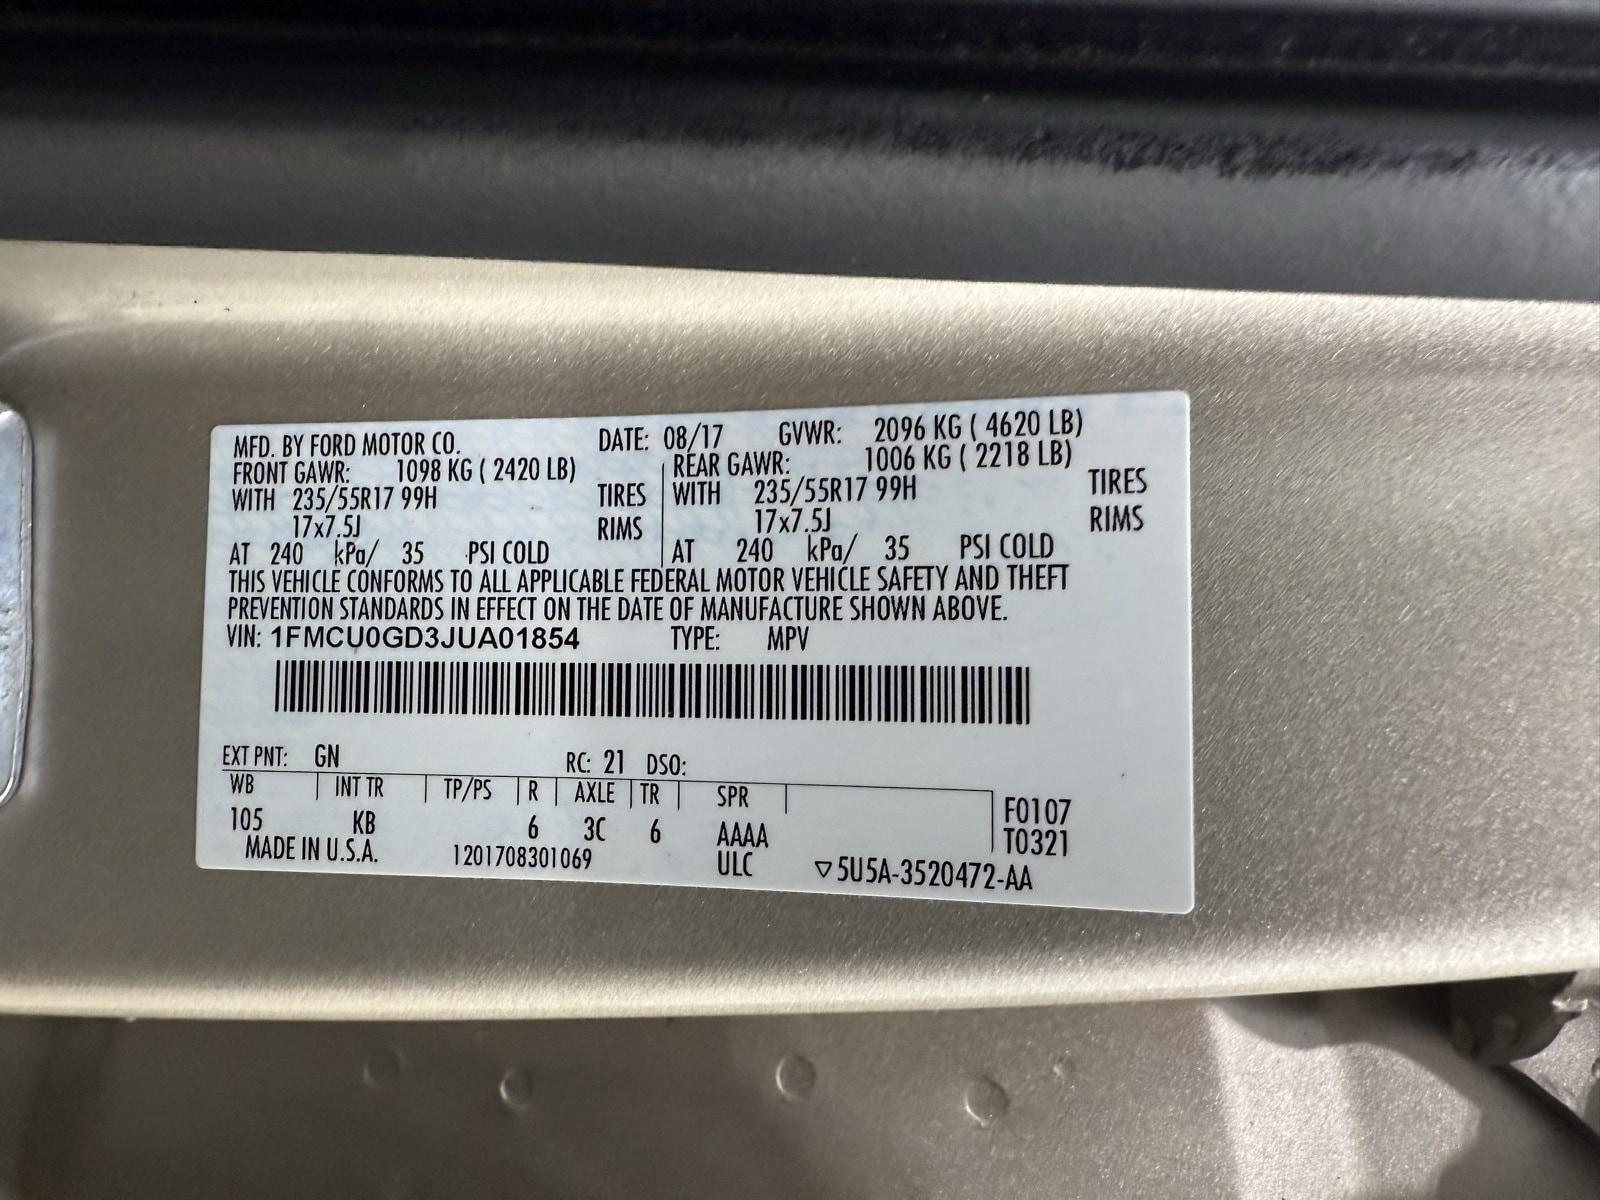 MFD. BY FORD MOTOR CO. DATE: 08/17 GVWR: 2096 KG ( 4620 LB)
FRONT GAWR: 1098 KG ( 2420 LB) REAR GAWR: 1006 KG ( 2218 LB)
WITH 235/55R17 99H TIRES WITH 235/55R17 99H TIRES
17x7.5J RIMS 17x7.5J RIMS
AT 240 kPa/ 35 PSI COLD AT 240 kPa/ 35 PSI COLD
THIS VEHICLE CONFORMS TO ALL APPLICABLE FEDERAL MOTOR VEHICLE SAFETY AND THEFT
PREVENTION STANDARDS IN EFFECT ON THE DATE OF MANUFACTURE SHOWN ABOVE.
VIN: 1FMCU0GD3JUA01854 TYPE: MPV
EXT PNT: GN RC: 21 DSO:
WB INT TR TP/PS R AXLE TR SPR
F0107
105 KB 6 3C 6 AAAA T0321
MADE IN U.S.A. 1201708301069 ULC ▽5U5A-3520472-AA